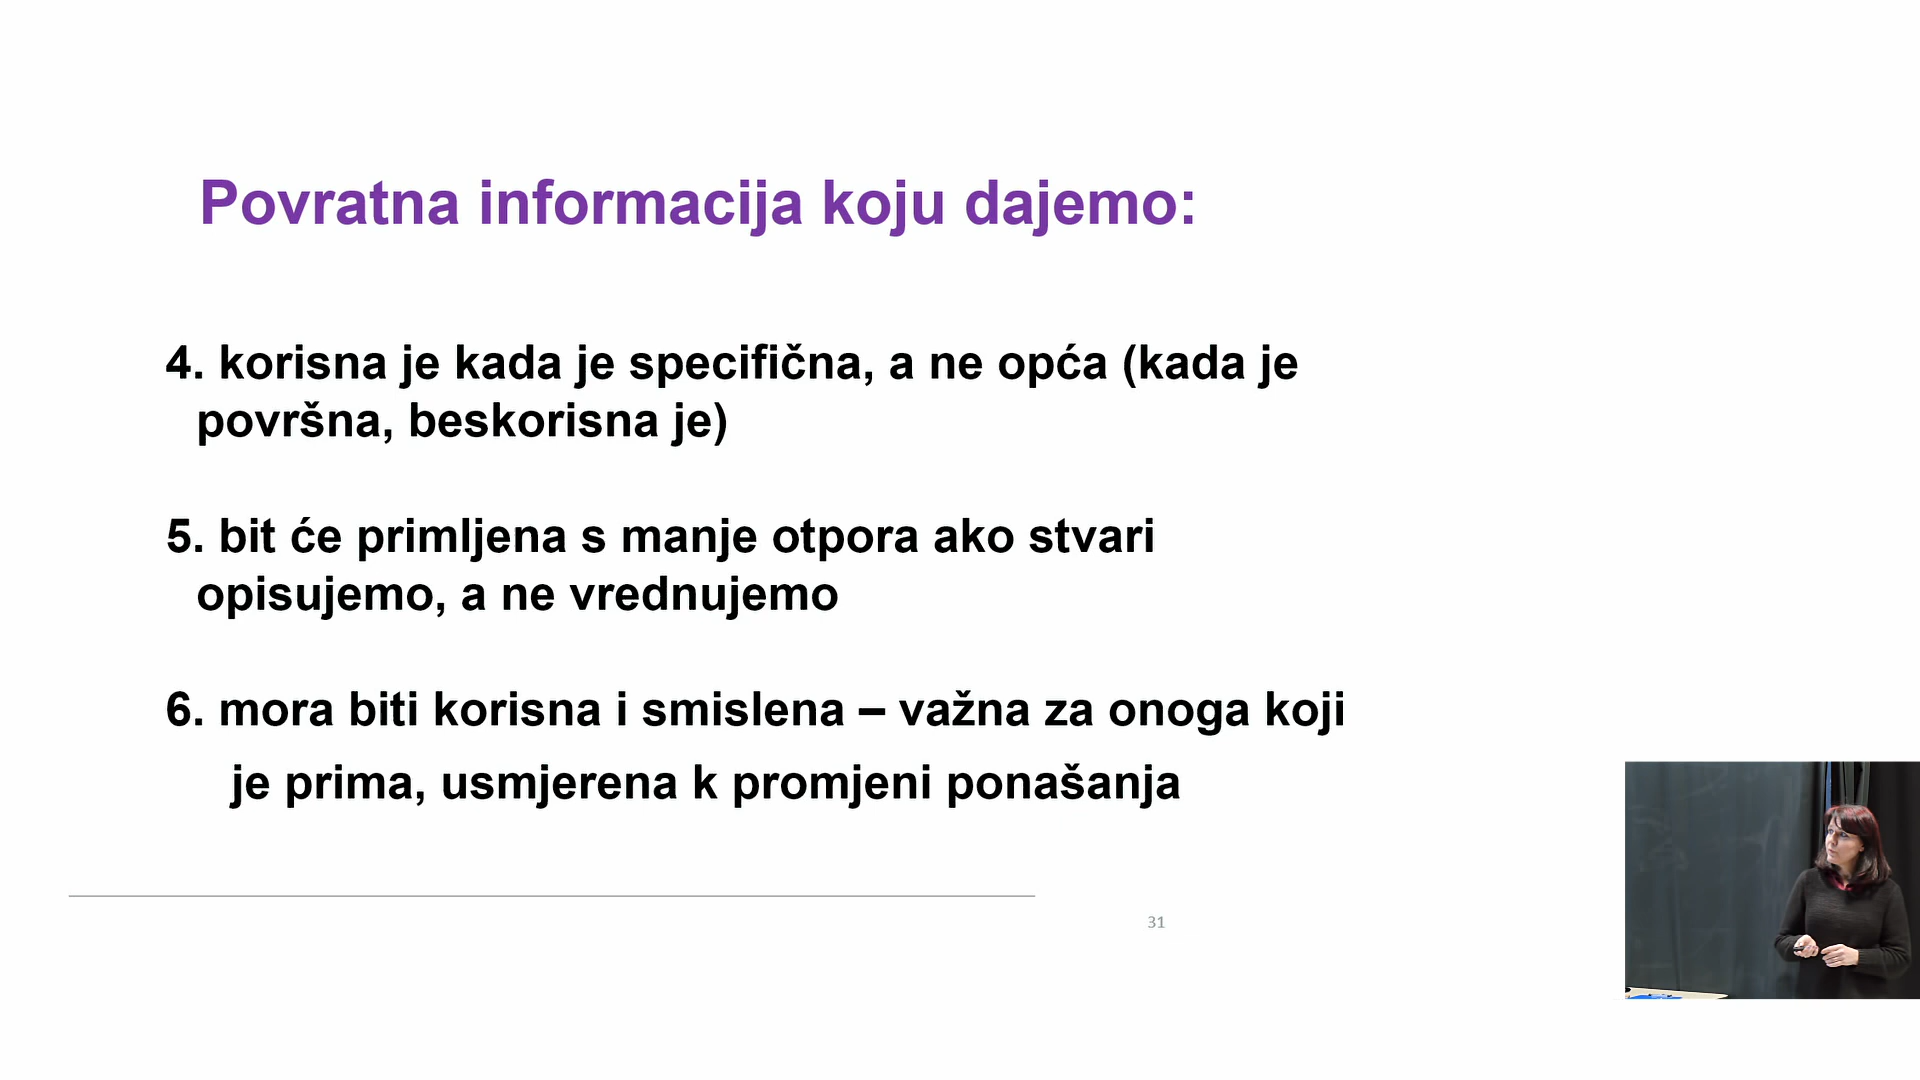 Povratna informacija koju dajemo:
4. korisna je kada je specifična, a ne opća (kada je
površna, beskorisna je)
5. bit će primljena s manje otpora ako stvari
opisujemo, a ne vrednujemo
6. mora biti korisna i smislena – važna za onoga koji
je prima, usmjerena k promjeni ponašanja
31